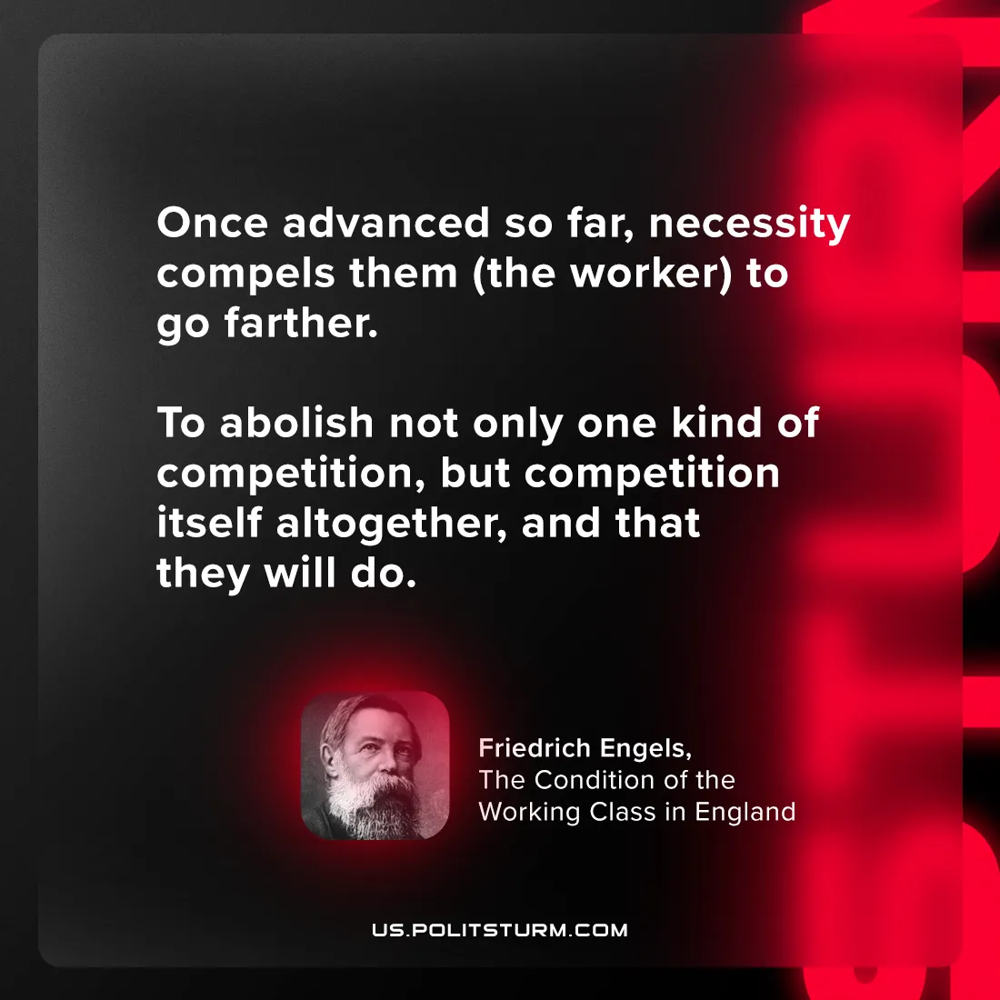 Once advanced so far, necessity
compels them (the worker) to
go farther.
To abolish not only one kind of
competition, but competition
itself altogether, and that
they will do.
Friedrich Engels,
The Condition of the
Working Class in England
US.POLITSTURM.COM